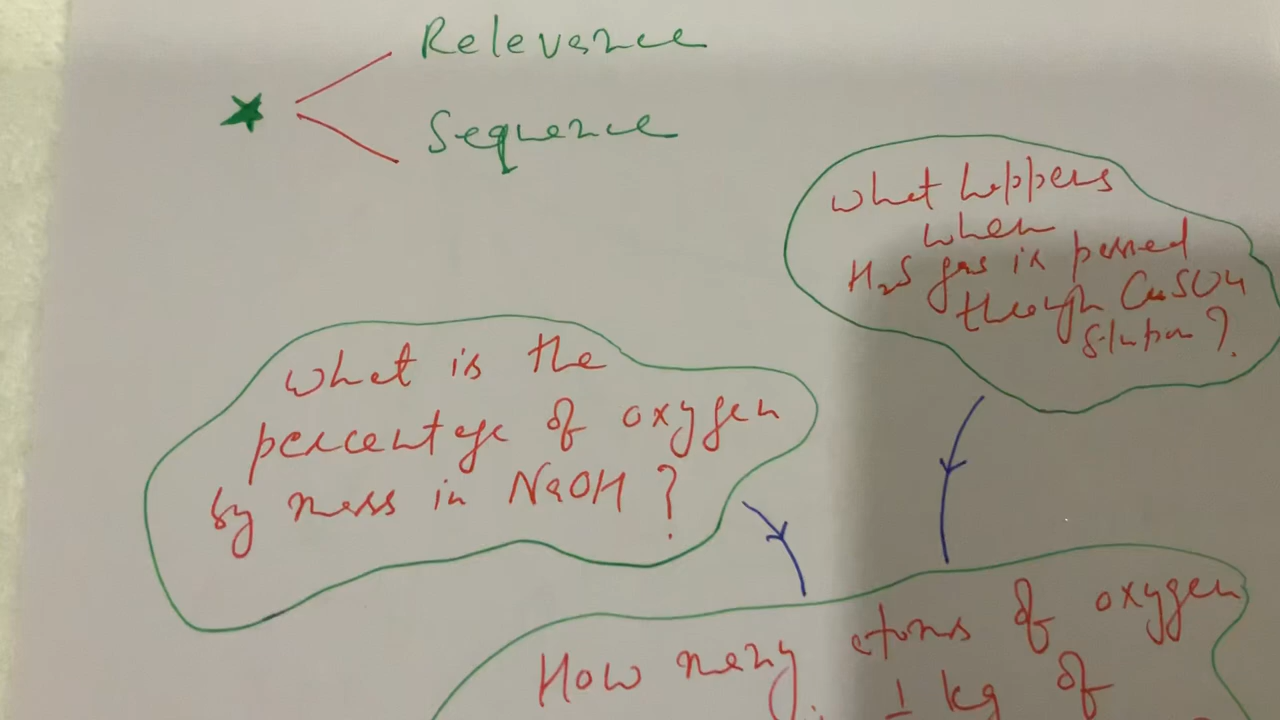 Relevance
Sequence
What happens
when
H₂S gas is passed
through CuSO4
Solution?
What is the
percentage of oxygen
by mass in NaOH?
How many atoms of oxygen
1 kg of